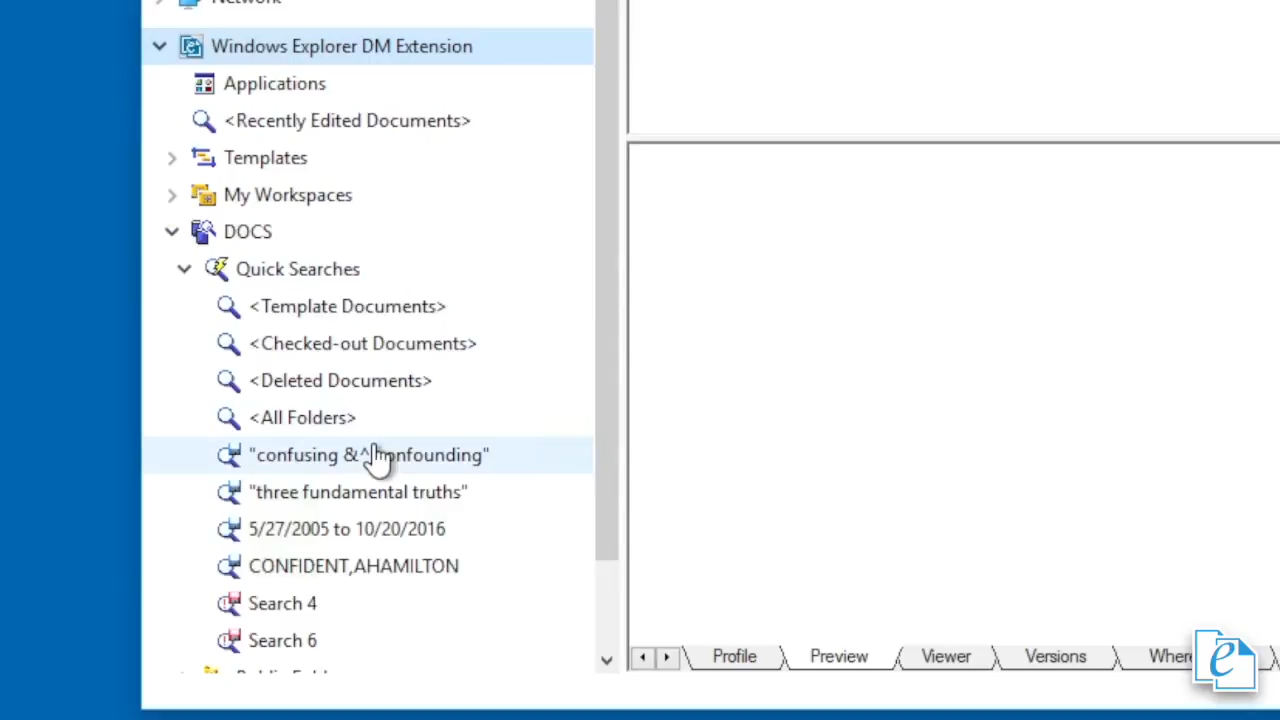 Network
Windows Explorer DM Extension
Applications
<Recently Edited Documents>
Templates
My Workspaces
DOCS
Quick Searches
<Template Documents>
<Checked-out Documents>
<Deleted Documents>
<All Folders>
"confusing &^
"three fundamental truths"
5/27/2005 to 10/20/2016
CONFIDENT,AHAMILTON
Search 4
Search 6
Profile Preview Viewer Versions
e